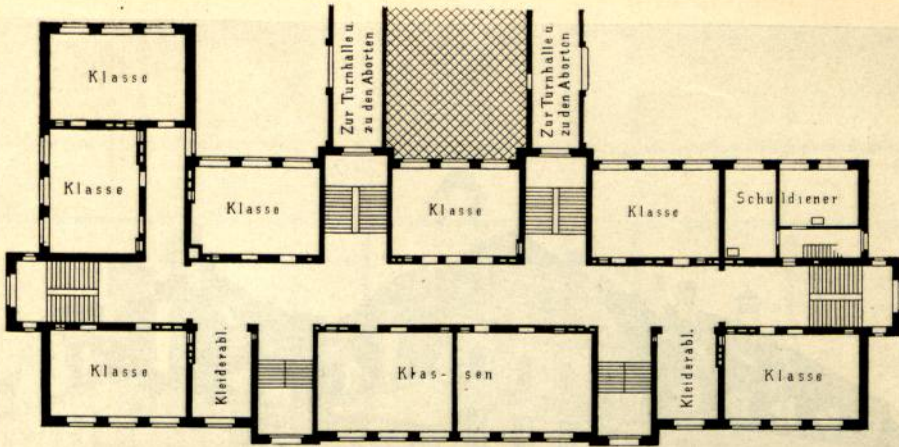 Klasse
Zur Turnhalle u.
zu den Aborten
Zur Turnhalle u.
zu den Aborten
Klasse
Klasse
Klasse
Klasse
Schuldiener
Klasse
Kleiderabl.
Klas- sen
Kleiderabl.
Klasse